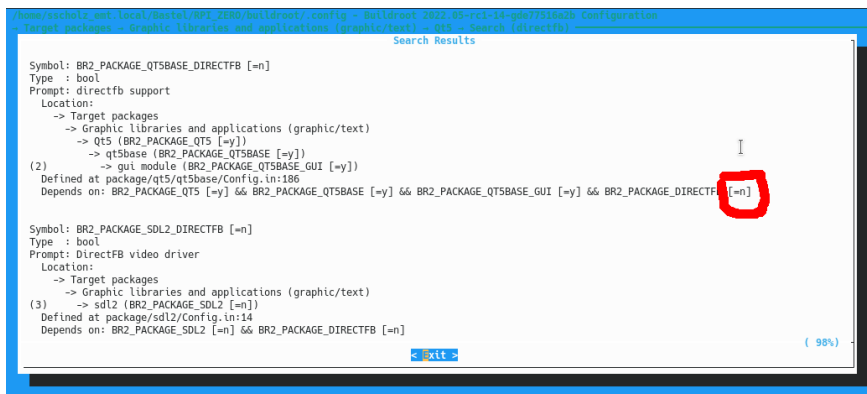 /home/sscholz_emi.local/Bastel/BPI_ZERO/buildroot/.config - Buildroot 2022.05-rc1-14-gde77516a2b Configuration
→ Target packages → Graphic libraries and applications (graphic/text) → Qt5 → Search (directfb)
Search Results
Symbol: BR2_PACKAGE_QT5BASE_DIRECTFB [=n]
Type  : bool
Prompt: directfb support
Location:
-> Target packages
-> Graphic libraries and applications (graphic/text)
-> Qt5 (BR2_PACKAGE_QT5 [=y])
-> qt5base (BR2_PACKAGE_QT5BASE [=y])
(2) -> gui module (BR2_PACKAGE_QT5BASE_GUI [=y])
Defined at package/qt5/qt5base/Config.in:186
Depends on: BR2_PACKAGE_QT5 [=y] && BR2_PACKAGE_QT5BASE [=y] && BR2_PACKAGE_QT5BASE_GUI [=y] && BR2_PACKAGE_DIRECTF [=n]
Symbol: BR2_PACKAGE_SDL2_DIRECTFB [=n]
Type  : bool
Prompt: DirectFB video driver
Location:
-> Target packages
-> Graphic libraries and applications (graphic/text)
(3) -> sdl2 (BR2_PACKAGE_SDL2 [=n])
Defined at package/sdl2/Config.in:14
Depends on: BR2_PACKAGE_SDL2 [=n] && BR2_PACKAGE_DIRECTFB [=n]
( 98%)
< Exit >